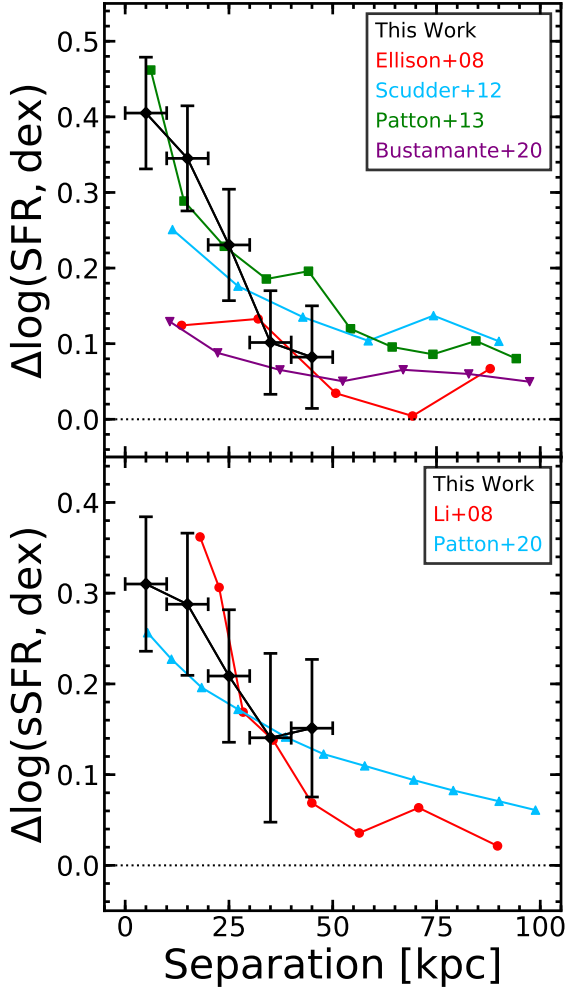 This Work
Ellison+08
Scudder+12
Patton+13
Bustamante+20
Δlog(SFR, dex)
0.5
0.4
0.3
0.2
0.1
0.0
This Work
Li+08
Patton+20
Δlog(sSFR, dex)
0.4
0.3
0.2
0.1
0.0
0 25 50 75 100
Separation [kpc]